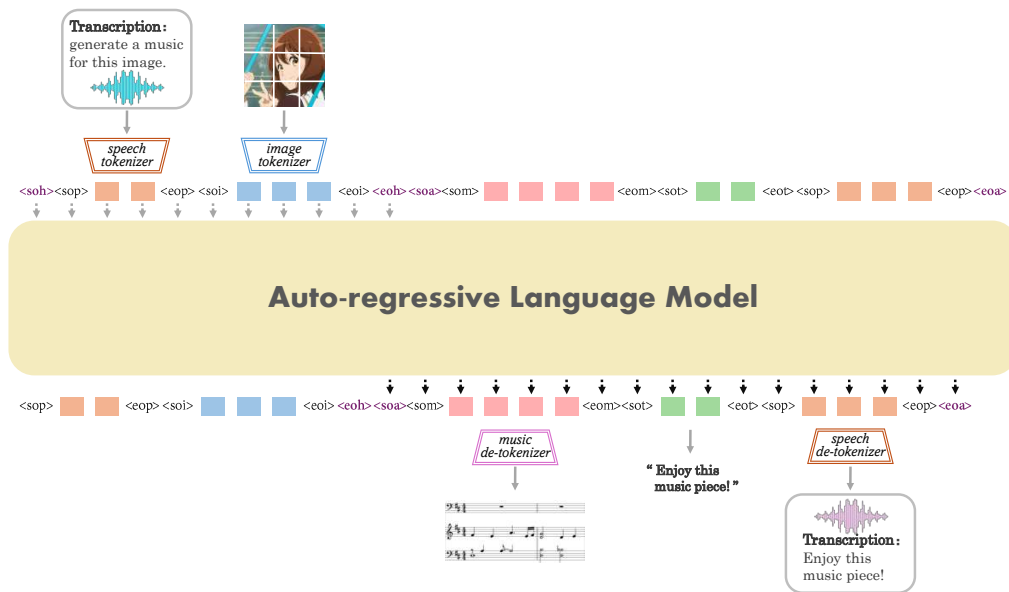 Transcription:
generate a music
for this image.
speech
tokenizer
image
tokenizer
<soh><sop> <eop><soi> <eoi><eoh><soa><som> <eom><sot> <eot><sop> <eop><eoa>
Auto-regressive Language Model
<sop> <eop><soi> <eoi><eoh><soa><som> <eom><sot> <eot><sop> <eop><eoa>
music
de-tokenizer
“ Enjoy this
music piece! ”
speech
de-tokenizer
Transcription:
Enjoy this
music piece!